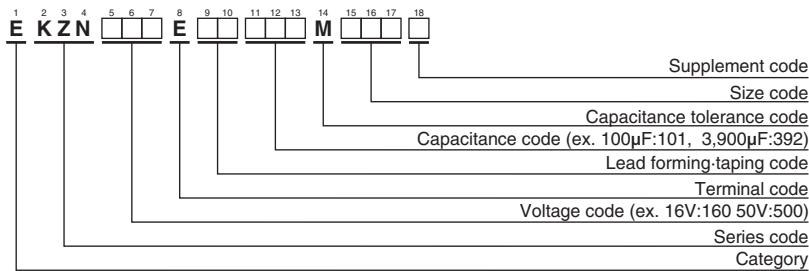 1 2 3 4 5 6 7 8 9 10 11 12 13 14 15 16 17 18
E KZN E M
Supplement code
Size code
Capacitance tolerance code
Capacitance code (ex. 100μF:101, 3,900μF:392)
Lead forming·taping code
Terminal code
Voltage code (ex. 16V:160 50V:500)
Series code
Category